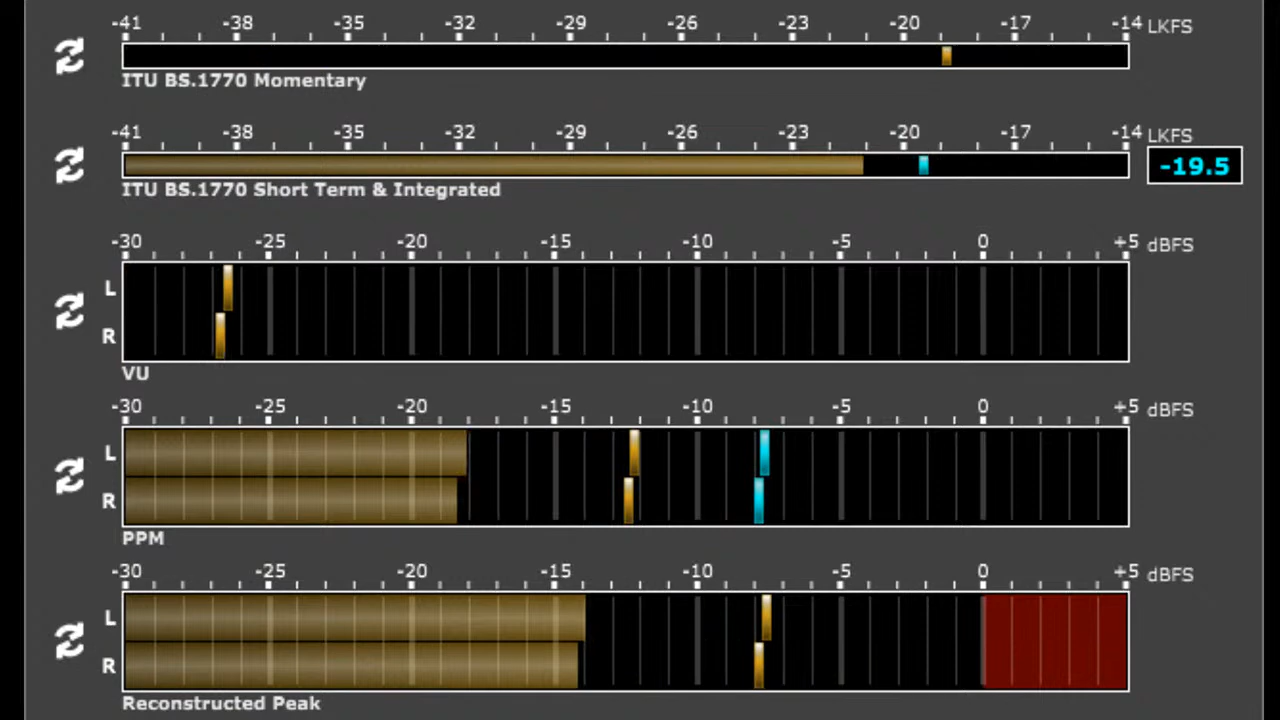 -41 -38 -35 -32 -29 -26 -23 -20 -17 -14 LKFS
ITU BS.1770 Momentary
-41 -38 -35 -32 -29 -26 -23 -20 -17 -14 LKFS
-19.5
ITU BS.1770 Short Term & Integrated
-30 -25 -20 -15 -10 -5 0 +5 dBFS
L
R
VU
-30 -25 -20 -15 -10 -5 0 +5 dBFS
L
R
PPM
-30 -25 -20 -15 -10 -5 0 +5 dBFS
L
R
Reconstructed Peak